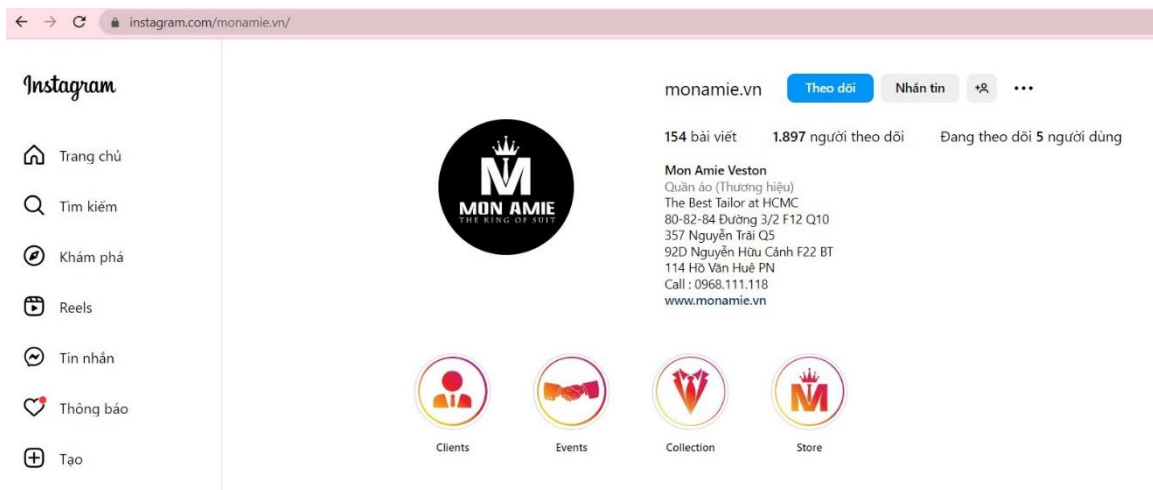 instagram.com/monamie.vn/
Instagram
Trang chủ
Tìm kiếm
Khám phá
Reels
Tin nhắn
Thông báo
Tạo
monamie.vn Theo dõi Nhắn tin
154 bài viết 1.897 người theo dõi Đang theo dõi 5 người dùng
M
MON AMIE
THE KING OF SUIT
Mon Amie Veston
Quần áo (Thương hiệu)
The Best Tailor at HCMC
80-82-84 Đường 3/2 F12 Q10
357 Nguyễn Trãi Q5
92D Nguyễn Hữu Cảnh F22 BT
114 Hồ Văn Huê PN
Call : 0968.111.118
www.monamie.vn
M
Clients Events Collection Store